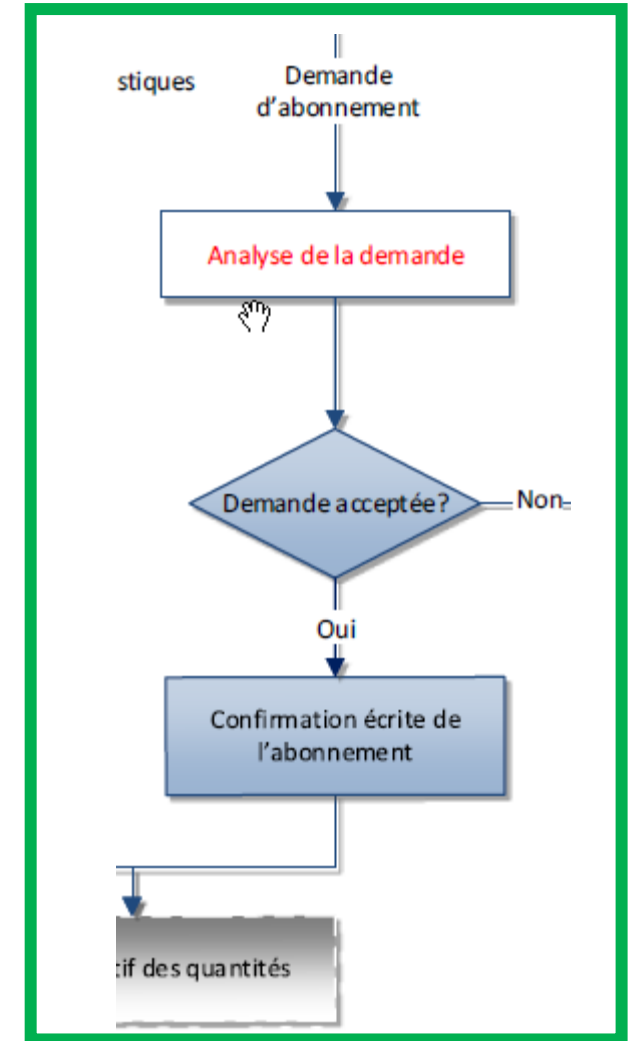 stiques
Demande
d'abonnement
Analyse de la demande
Demande acceptée?
Non
Oui
Confirmation écrite de
l'abonnement
tif des quantités